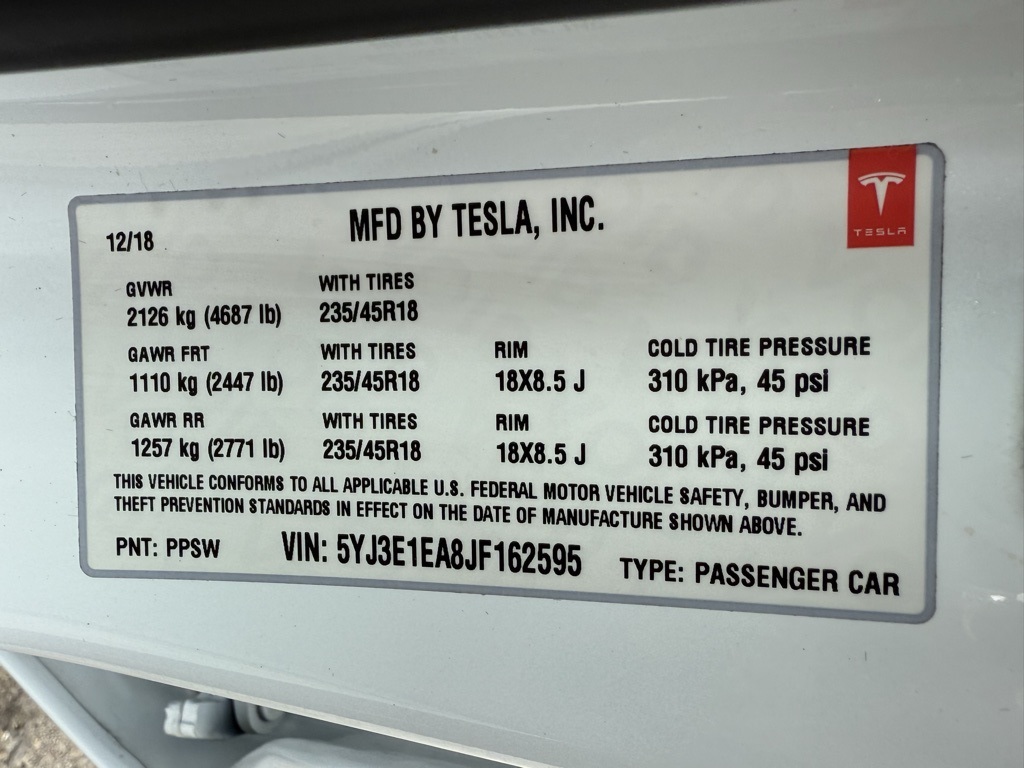 12/18
MFD BY TESLA, INC.
TESLA
GVWR WITH TIRES
2126 kg (4687 lb) 235/45R18
GAWR FRT WITH TIRES RIM COLD TIRE PRESSURE
1110 kg (2447 lb) 235/45R18 18X8.5 J 310 kPa, 45 psi
GAWR RR WITH TIRES RIM COLD TIRE PRESSURE
1257 kg (2771 lb) 235/45R18 18X8.5 J 310 kPa, 45 psi
THIS VEHICLE CONFORMS TO ALL APPLICABLE U.S. FEDERAL MOTOR VEHICLE SAFETY, BUMPER, AND
THEFT PREVENTION STANDARDS IN EFFECT ON THE DATE OF MANUFACTURE SHOWN ABOVE.
PNT: PPSW VIN: 5YJ3E1EA8JF162595 TYPE: PASSENGER CAR